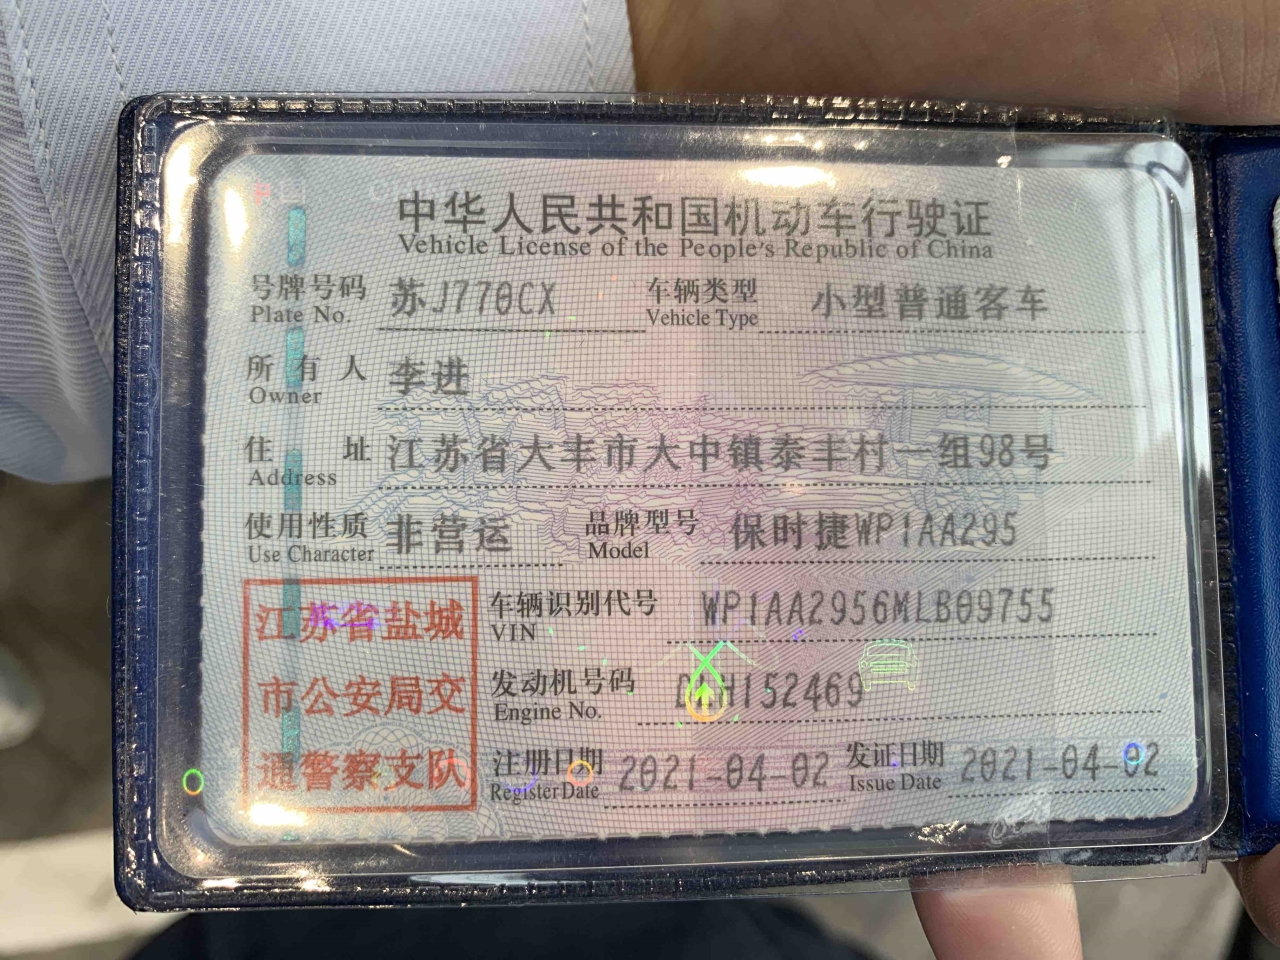 中华人民共和国机动车行驶证
Vehicle License of the People's Republic of China
号牌号码 苏J770CX 车辆类型 小型普通客车
Plate No. Vehicle Type
所有人 李进
Owner
住址 江苏省大丰市大中镇泰丰村一组98号
Address
使用性质 非营运 品牌型号 保时捷WP1AA295
Use Character Model
江苏省盐城
市公安局交
通警察支队
车辆识别代号 WP1AA2956MLB09755
VIN
发动机号码
Engine No.
注册日期 2021-04-02 发证日期 2021-04-02
Register Date Issue Date